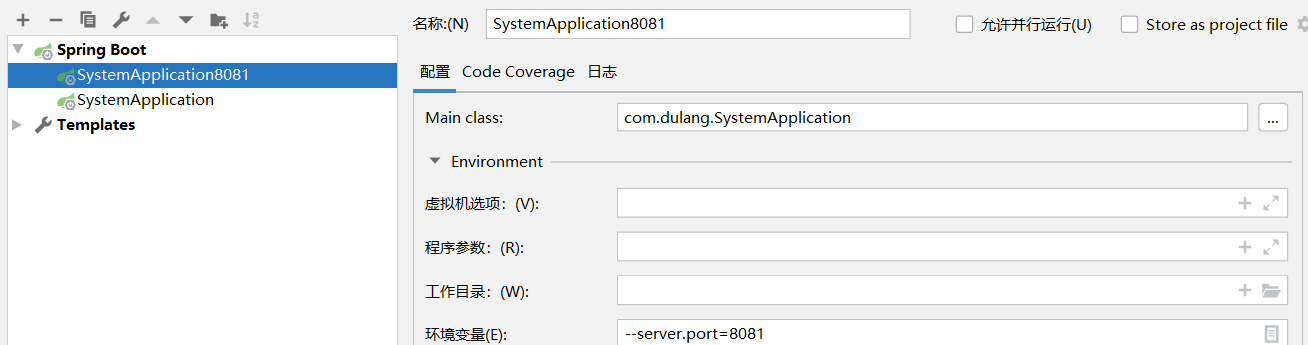 名称:(N) SystemApplication8081 允许并行运行(U) Store as project file
Spring Boot
SystemApplication8081
SystemApplication
Templates
配置 Code Coverage 日志
Main class: com.dulang.SystemApplication ...
Environment
虚拟机选项：(V):
程序参数：(R):
工作目录：(W):
环境变量(E): --server.port=8081